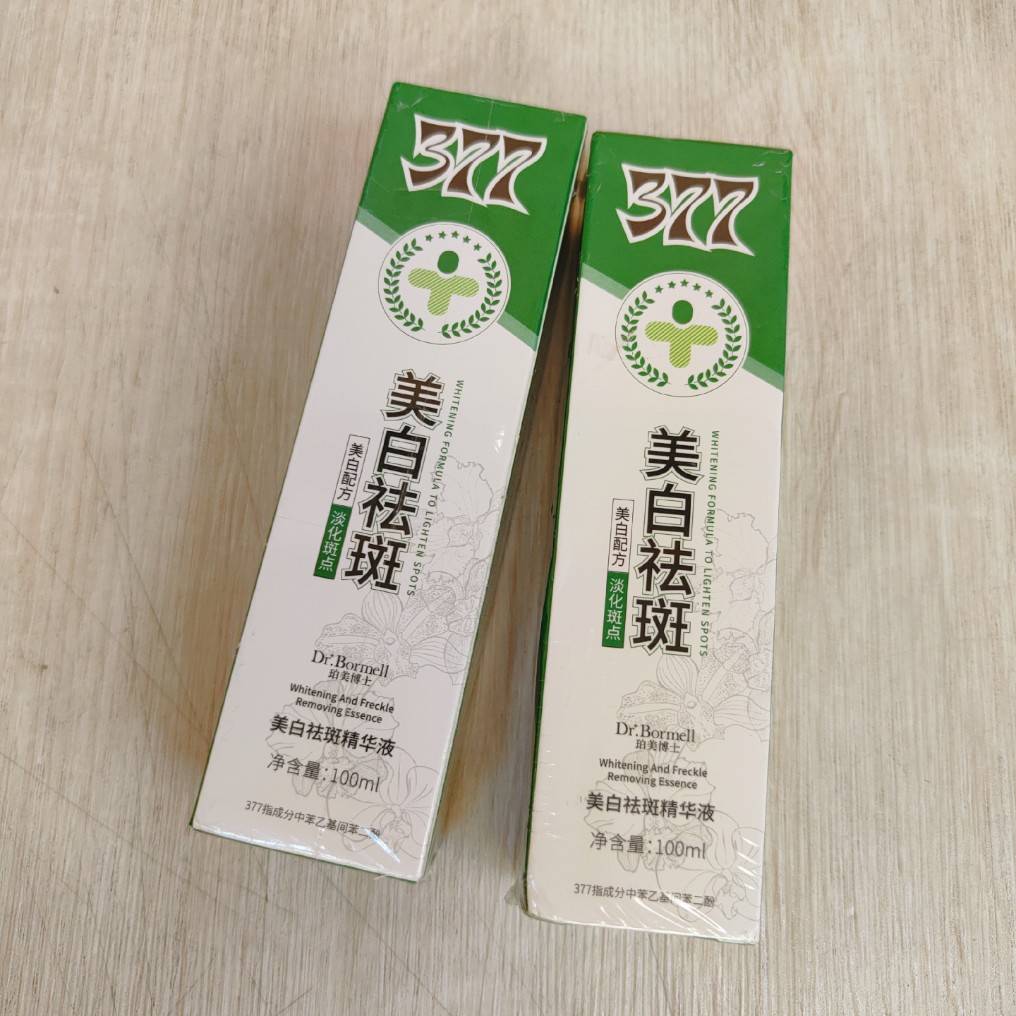 377
美白祛斑
WHITENING FORMULA TO LIGHTEN SPOTS
美白配方
淡化斑点
Dr.Bormell
珀美博士
Whitening And Freckle
Removing Essence
美白祛斑精华液
净含量:100ml
377指成分中苯乙基间苯二酚
377
美白祛斑
WHITENING FORMULA TO LIGHTEN SPOTS
美白配方
淡化斑点
Dr.Bormell
珀美博士
Whitening And Freckle
Removing Essence
美白祛斑精华液
净含量:100ml
377指成分中苯乙基间苯二酚